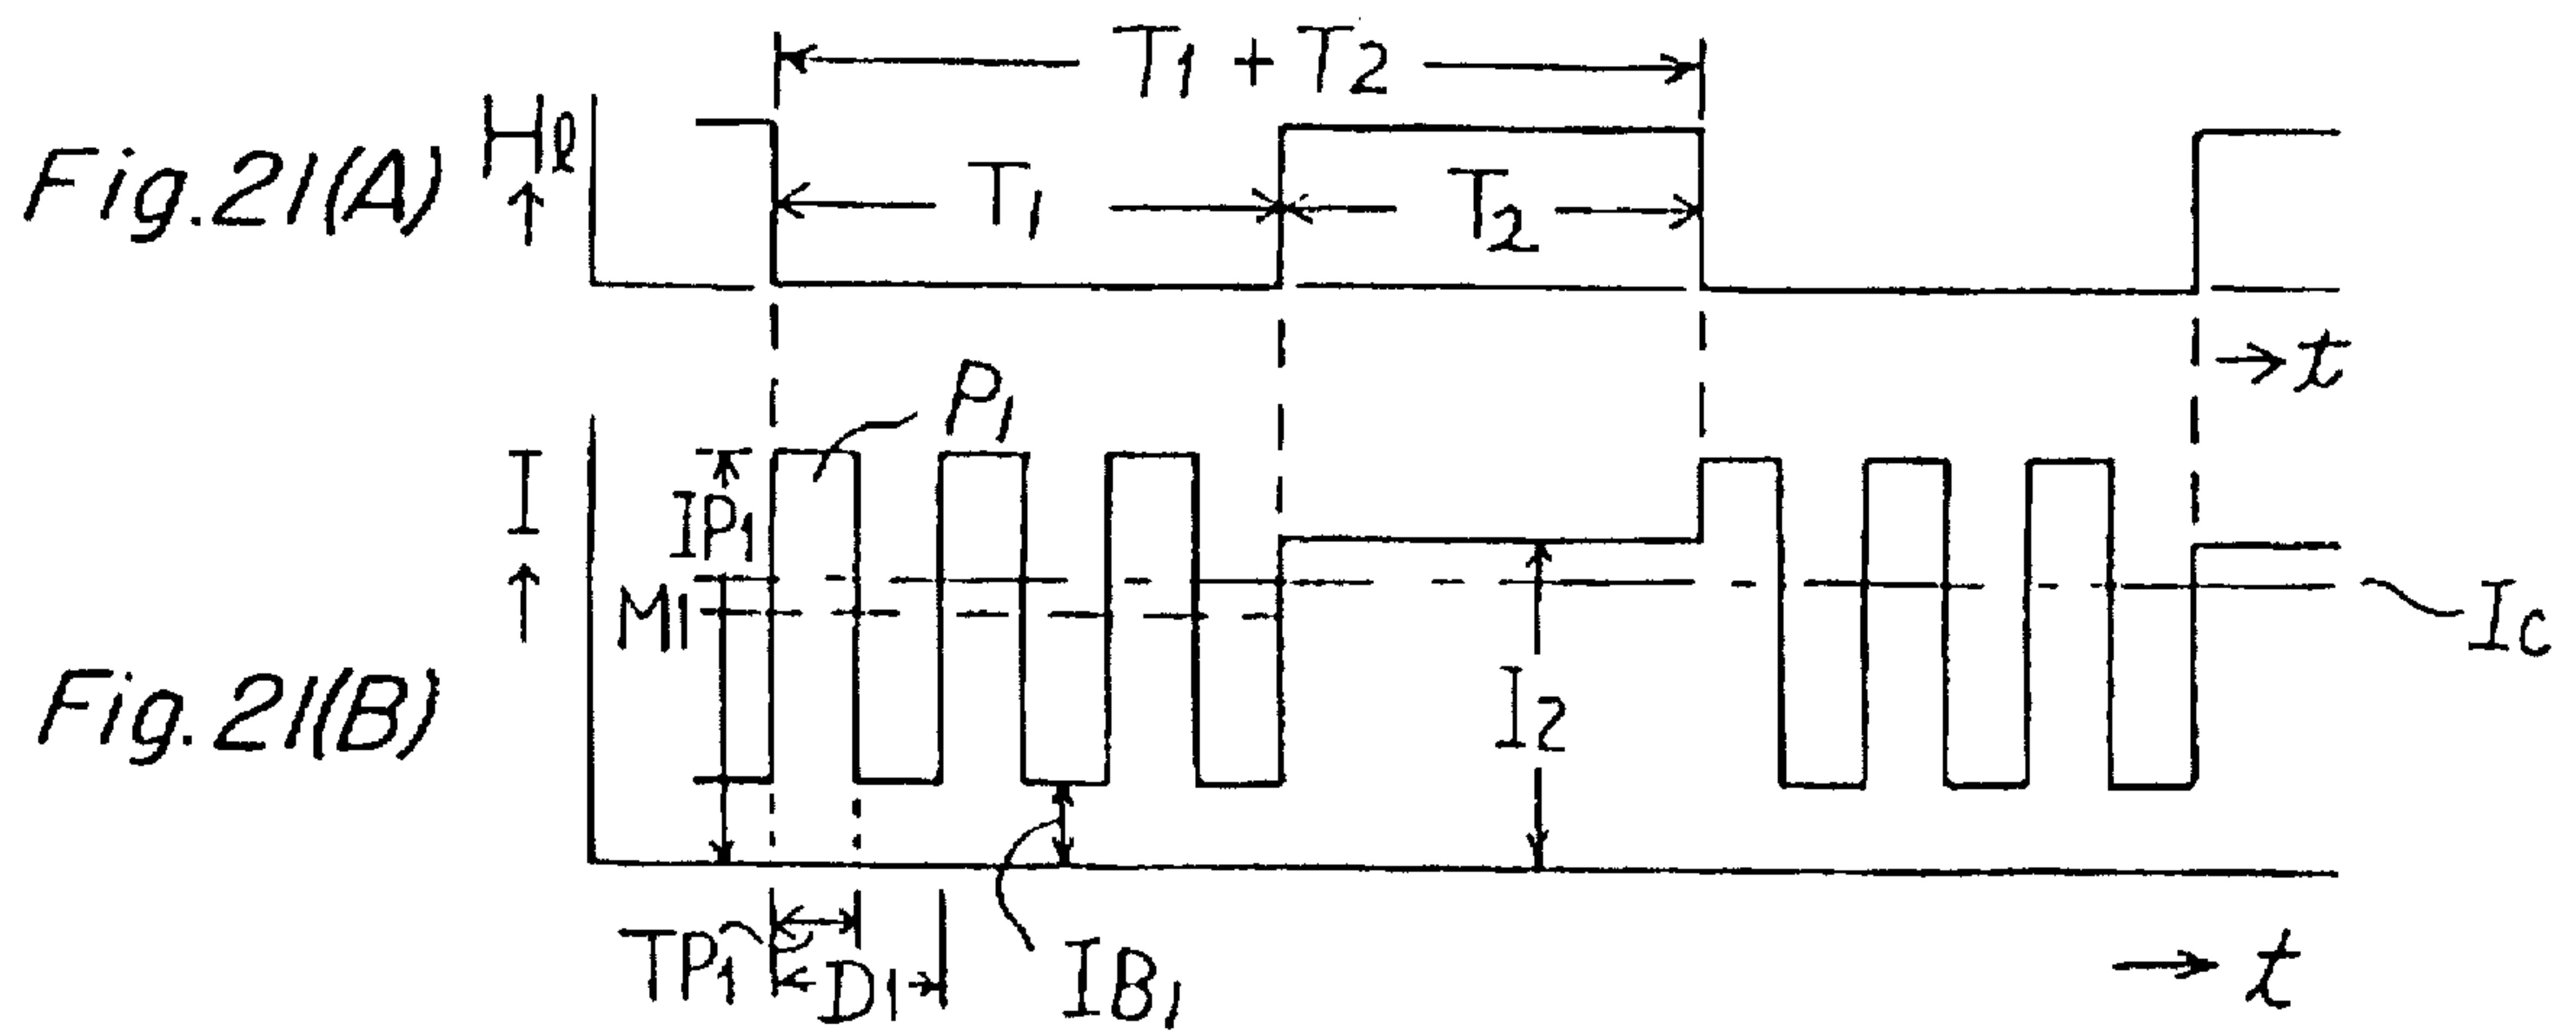 T1 + T2
Fig.21(A)
Hl
T1
T2
t
P1
I
IP1
M1
Ic
I2
Fig.21(B)
TP1
D1
IB1
t